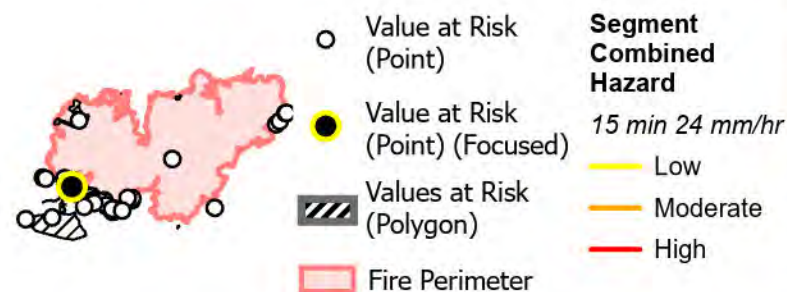 Value at Risk
(Point)
Value at Risk
(Point) (Focused)
Values at Risk
(Polygon)
Fire Perimeter
Segment
Combined
Hazard
15 min 24 mm/hr
Low
Moderate
High